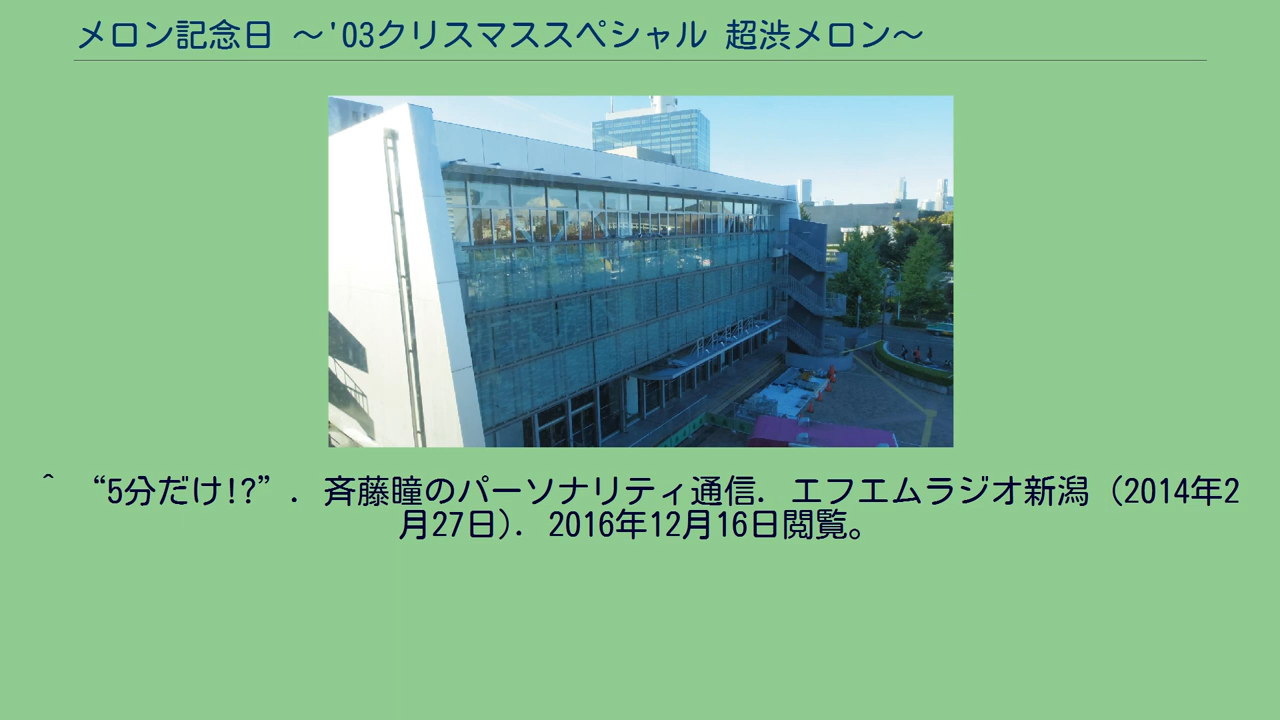 メロン記念日 ～'03クリスマススペシャル 超渋メロン～
^ “5分だけ!?”. 斉藤瞳のパーソナリティ通信. エフエムラジオ新潟 (2014年2
月27日). 2016年12月16日閲覧。